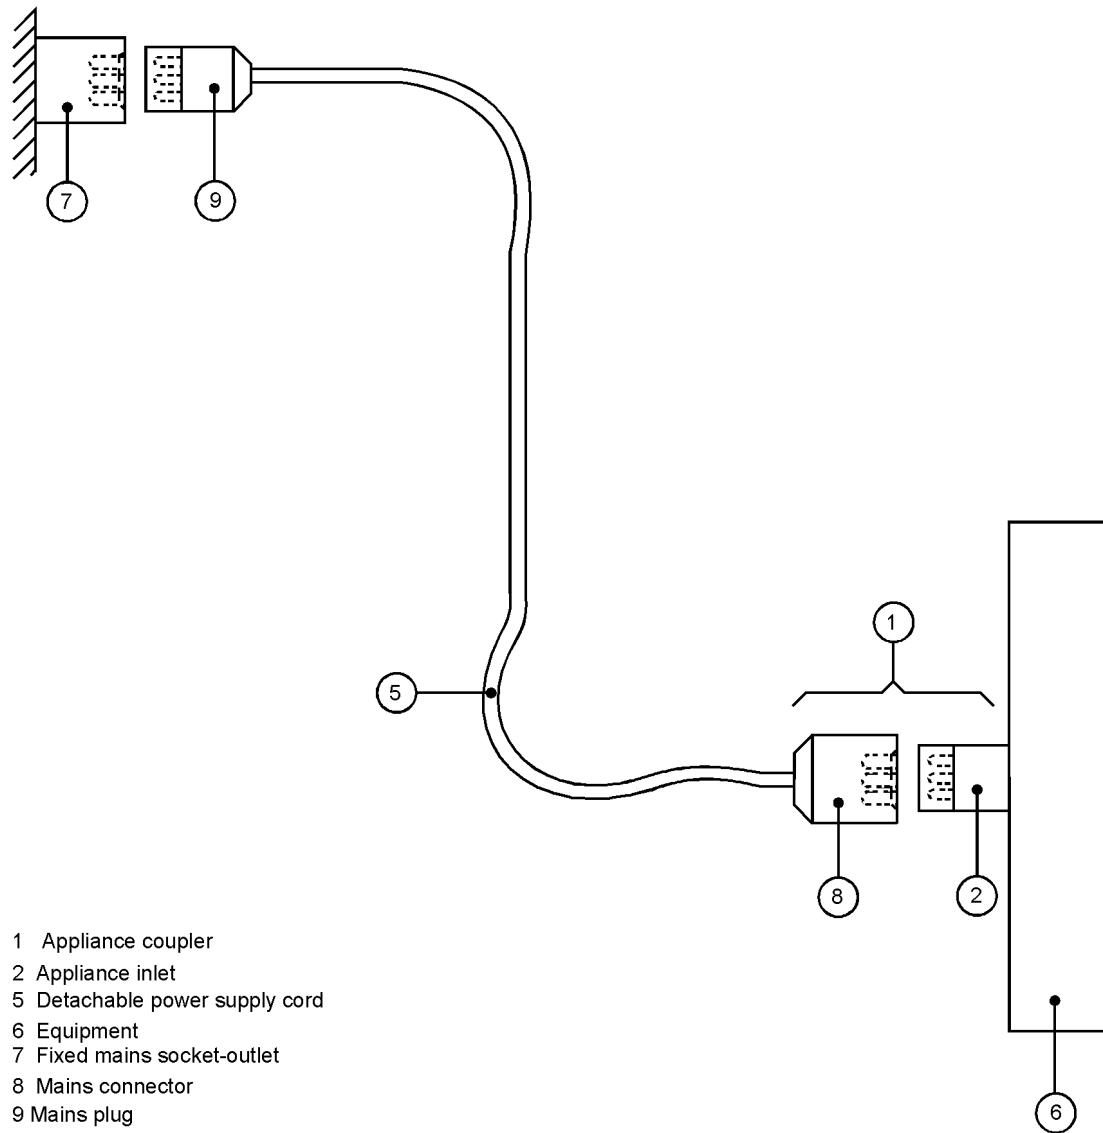 7
9
1
5
8
2
6
1 Appliance coupler
2 Appliance inlet
5 Detachable power supply cord
6 Equipment
7 Fixed mains socket-outlet
8 Mains connector
9 Mains plug